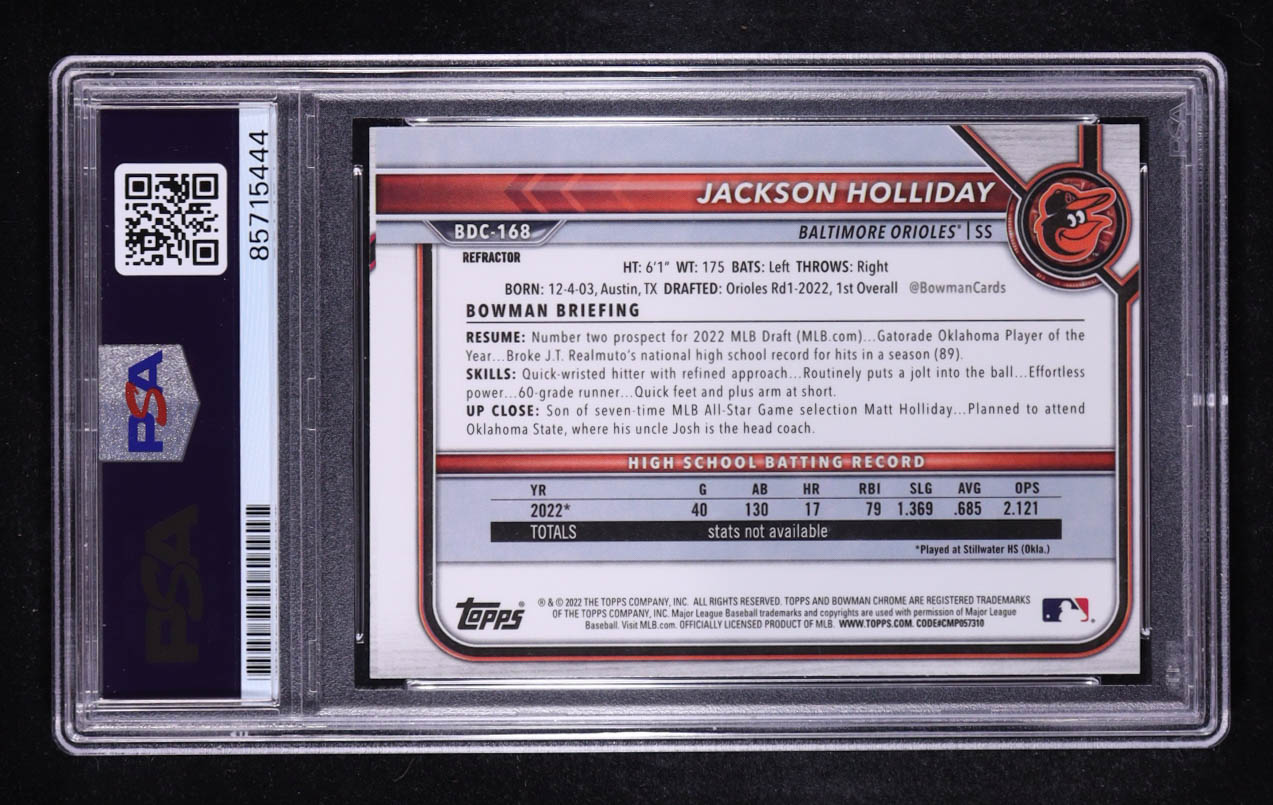 85715444
PSA
PSA
JACKSON HOLLIDAY
BDC-168
BALTIMORE ORIOLES® | SS
REFRACTOR
HT: 6'1" WT: 175 BATS: Left THROWS: Right
BORN: 12-4-03, Austin, TX DRAFTED: Orioles Rd1-2022, 1st Overall @BowmanCards
BOWMAN BRIEFING
RESUME: Number two prospect for 2022 MLB Draft (MLB.com)...Gatorade Oklahoma Player of the
Year...Broke J.T. Realmuto's national high school record for hits in a season (89).
SKILLS: Quick-wristed hitter with refined approach...Routinely puts a jolt into the ball...Effortless
power...60-grade runner...Quick feet and plus arm at short.
UP CLOSE: Son of seven-time MLB All-Star Game selection Matt Holliday...Planned to attend
Oklahoma State, where his uncle Josh is the head coach.
HIGH SCHOOL BATTING RECORD
YR G AB HR RBI SLG AVG OPS
2022* 40 130 17 79 1.369 .685 2.121
TOTALS stats not available
*Played at Stillwater HS (Okla.)
Topps®
® & © 2022 THE TOPPS COMPANY, INC. ALL RIGHTS RESERVED. TOPPS AND BOWMAN CHROME ARE REGISTERED TRADEMARKS
OF THE TOPPS COMPANY, INC. Major League Baseball trademarks and copyrights are used with permission of Major League
Baseball. Visit MLB.com. OFFICIALLY LICENSED PRODUCT OF MLB. WWW.TOPPS.COM. CODE#CMP057310